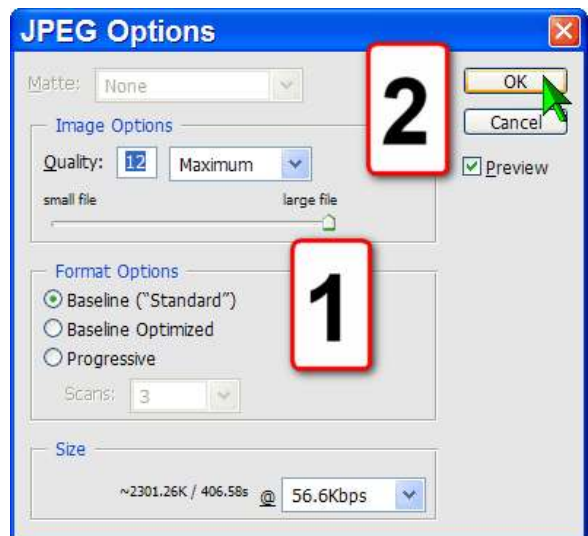 JPEG Options
Matte: None
2
OK
Image Options
Cancel
Quality: 12 Maximum
Preview
small file large file
Format Options
1
Baseline ("Standard")
Baseline Optimized
Progressive
Scans: 3
Size
~2301.26K / 406.58s @ 56.6Kbps